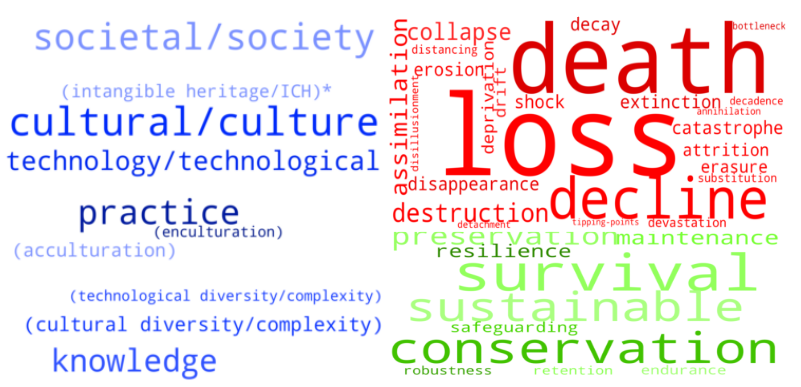 societal/society
(intangible heritage/ICH)*
cultural/culture
technology/technological
practice
(enculturation)
(acculturation)
(technological diversity/complexity)
(cultural diversity/complexity)
knowledge
assimilation
collapse
distancing
erosion
disillusionment
deprivation
drift
decay
death
bottleneck
loss
shock
extinction
decadence
annihilation
catastrophe
attrition
erasure
substitution
disappearance
decline
destruction
detachment
tipping-points
devastation
preservation
maintenance
resilience
survival
sustainable
safeguarding
conservation
robustness
retention
endurance